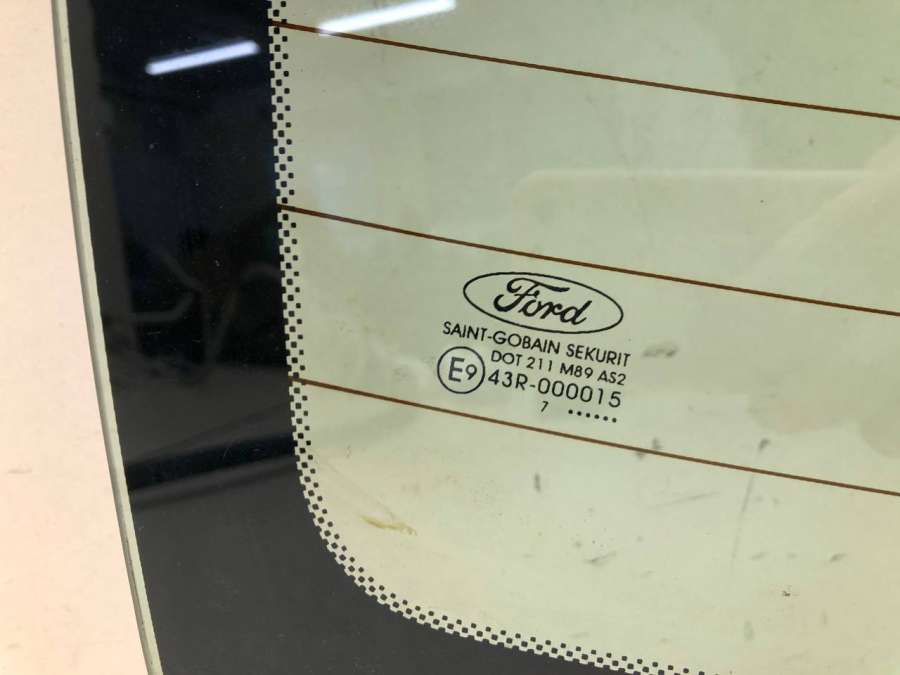 Ford
SAINT-GOBAIN SEKURIT
DOT 211 M89 AS2
E9 43R-000015
7 ••••••